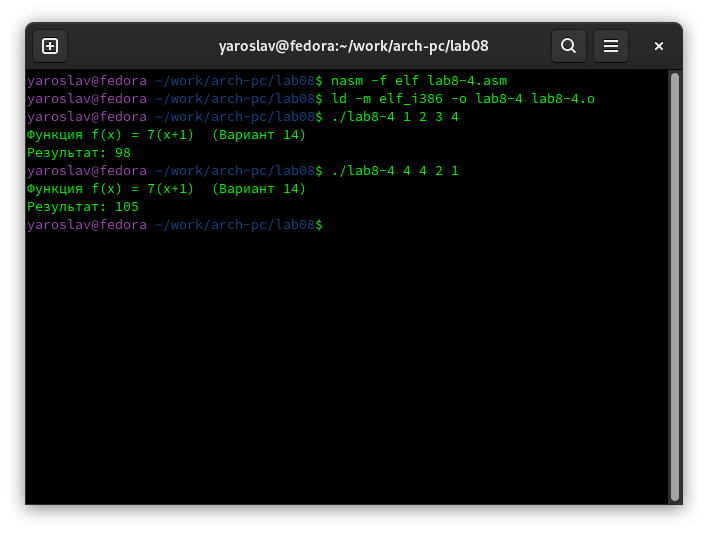 yaroslav@fedora:~/work/arch-pc/lab08
yaroslav@fedora ~/work/arch-pc/lab08$ nasm -f elf lab8-4.asm
yaroslav@fedora ~/work/arch-pc/lab08$ ld -m elf_i386 -o lab8-4 lab8-4.o
yaroslav@fedora ~/work/arch-pc/lab08$ ./lab8-4 1 2 3 4
Функция f(x) = 7(x+1)  (Вариант 14)
Результат: 98
yaroslav@fedora ~/work/arch-pc/lab08$ ./lab8-4 4 4 2 1
Функция f(x) = 7(x+1)  (Вариант 14)
Результат: 105
yaroslav@fedora ~/work/arch-pc/lab08$